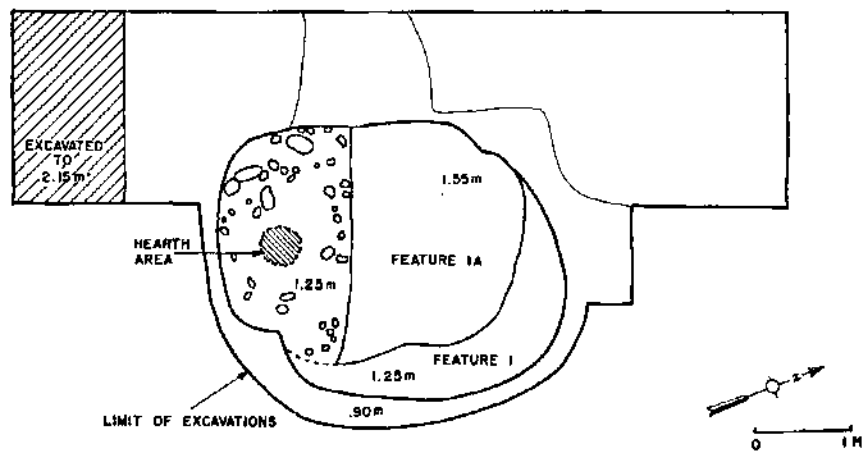 EXCAVATED
TO
2.15m
1.55m
HEARTH
AREA
FEATURE 1A
1.25m
FEATURE 1
1.25m
LIMIT OF EXCAVATIONS
.90m
N
0 1 M